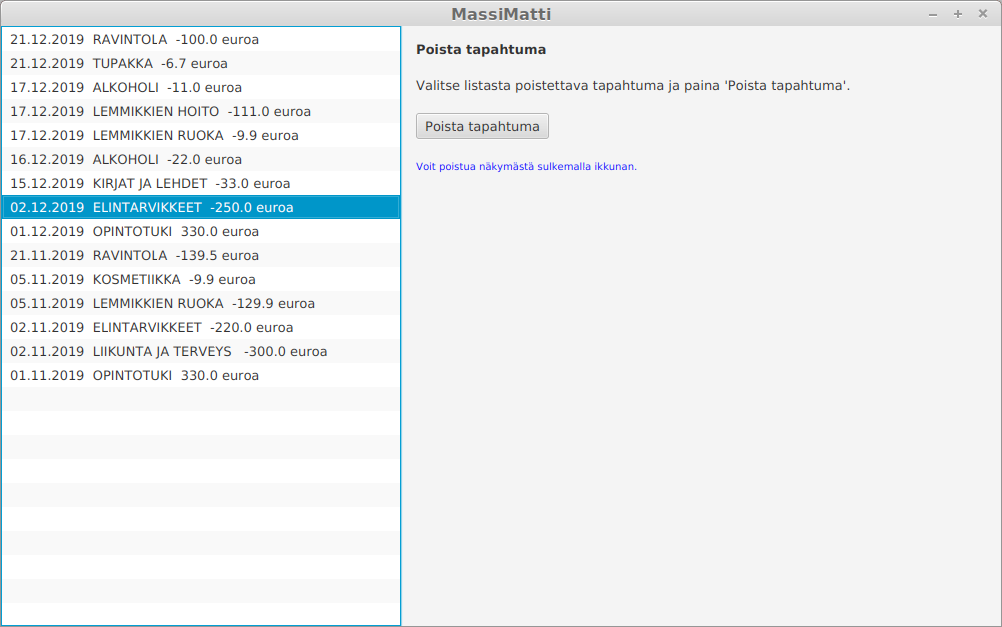 MassiMatti
21.12.2019 RAVINTOLA -100.0 euroa
21.12.2019 TUPAKKA -6.7 euroa
17.12.2019 ALKOHOLI -11.0 euroa
17.12.2019 LEMMIKKIEN HOITO -111.0 euroa
17.12.2019 LEMMIKKIEN RUOKA -9.9 euroa
16.12.2019 ALKOHOLI -22.0 euroa
15.12.2019 KIRJAT JA LEHDET -33.0 euroa
02.12.2019 ELINTARVIKKEET -250.0 euroa
01.12.2019 OPINTOTUKI 330.0 euroa
21.11.2019 RAVINTOLA -139.5 euroa
05.11.2019 KOSMETIIKKA -9.9 euroa
05.11.2019 LEMMIKKIEN RUOKA -129.9 euroa
02.11.2019 ELINTARVIKKEET -220.0 euroa
02.11.2019 LIIKUNTA JA TERVEYS -300.0 euroa
01.11.2019 OPINTOTUKI 330.0 euroa
Poista tapahtuma
Valitse listasta poistettava tapahtuma ja paina 'Poista tapahtuma'.
Poista tapahtuma
Voit poistua näkymästä sulkemalla ikkunan.